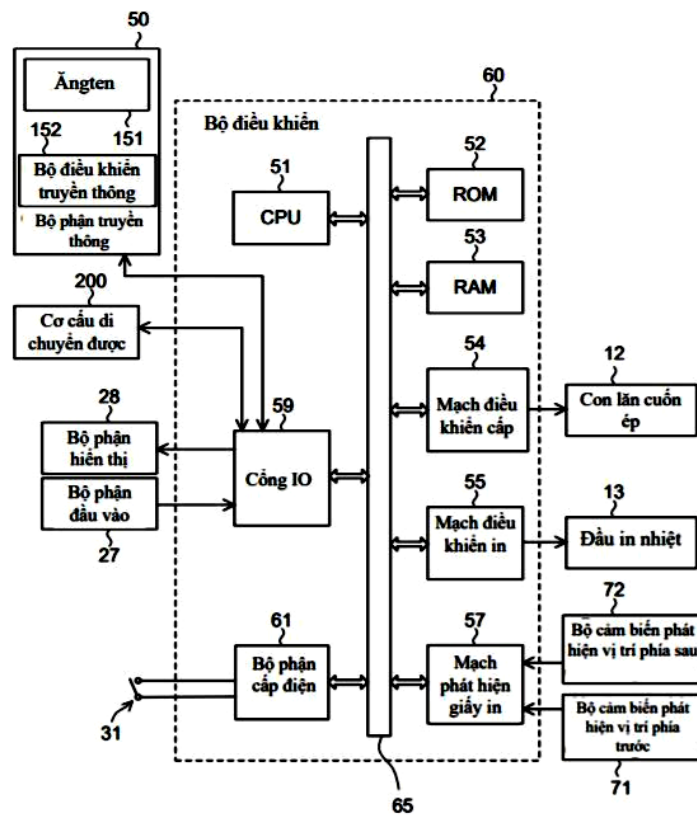 50
60
Ăngten
151
152
Bộ điều khiển
truyền thông
Bộ phận truyền
thông
Bộ điều khiển
51
CPU
52
ROM
53
RAM
200
Cơ cấu di
chuyển được
54
Mạch điều
khiển cấp
12
Con lăn cuốn
ép
28
Bộ phận
hiển thị
59
Cổng IO
Bộ phận
đầu vào
27
55
Mạch điều
khiển in
13
Đầu in nhiệt
61
Bộ phận
cấp điện
31
57
Mạch
phát hiện
giấy in
72
Bộ cảm biến phát
hiện vị trí phía sau
Bộ cảm biến phát
hiện vị trí phía
trước
71
65